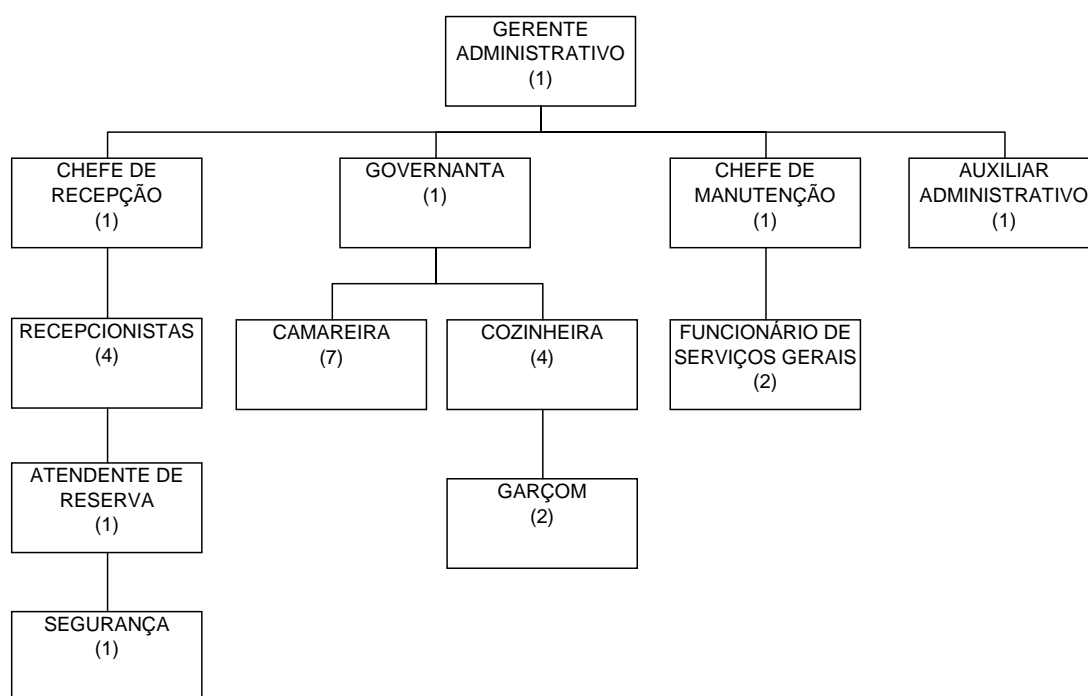 GERENTE
ADMINISTRATIVO
(1)
CHEFE DE
RECEPÇÃO
(1)
GOVERNANTA
(1)
CHEFE DE
MANUTENÇÃO
(1)
AUXILIAR
ADMINISTRATIVO
(1)
RECEPCIONISTAS
(4)
CAMAREIRA
(7)
COZINHEIRA
(4)
FUNCIONÁRIO DE
SERVIÇOS GERAIS
(2)
ATENDENTE DE
RESERVA
(1)
GARÇOM
(2)
SEGURANÇA
(1)